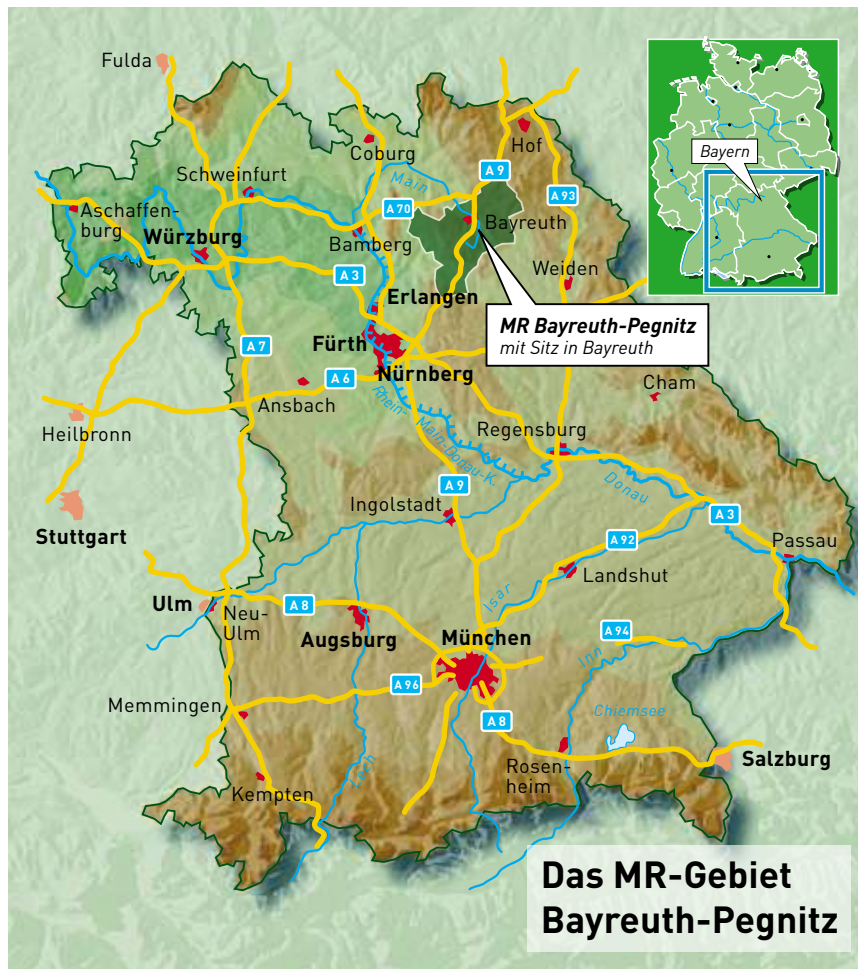 Fulda
Hof
Coburg
Bayern
Schweinfurt
A 9
Main
A 93
Aschaffen-
burg
A 70
Bayreuth
Würzburg
Bamberg
Weiden
A 3
Erlangen
MR Bayreuth-Pegnitz
mit Sitz in Bayreuth
Fürth
A 7
Nürnberg
A 6
Cham
Ansbach
Rhein-
Main-Donau-K.
Heilbronn
Regensburg
A 9
Donau
Ingolstadt
A 3
Stuttgart
A 92
Passau
Landshut
Isar
Ulm
A 8
Neu-
Ulm
Augsburg
München
A 94
Inn
A 96
Memmingen
Chiemsee
A 8
Lech
Rosen-
heim
Salzburg
Kempten
Das MR-Gebiet
Bayreuth-Pegnitz